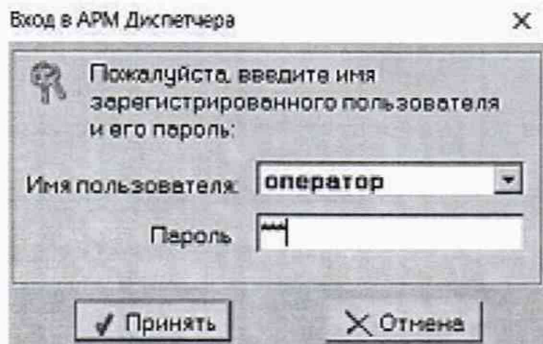 Вход в АРМ Диспетчера
Пожалуйста, введите имя
зарегистрированного пользователя
и его пароль:
Имя пользователя: оператор
Пароль ***
Принять
Отмена